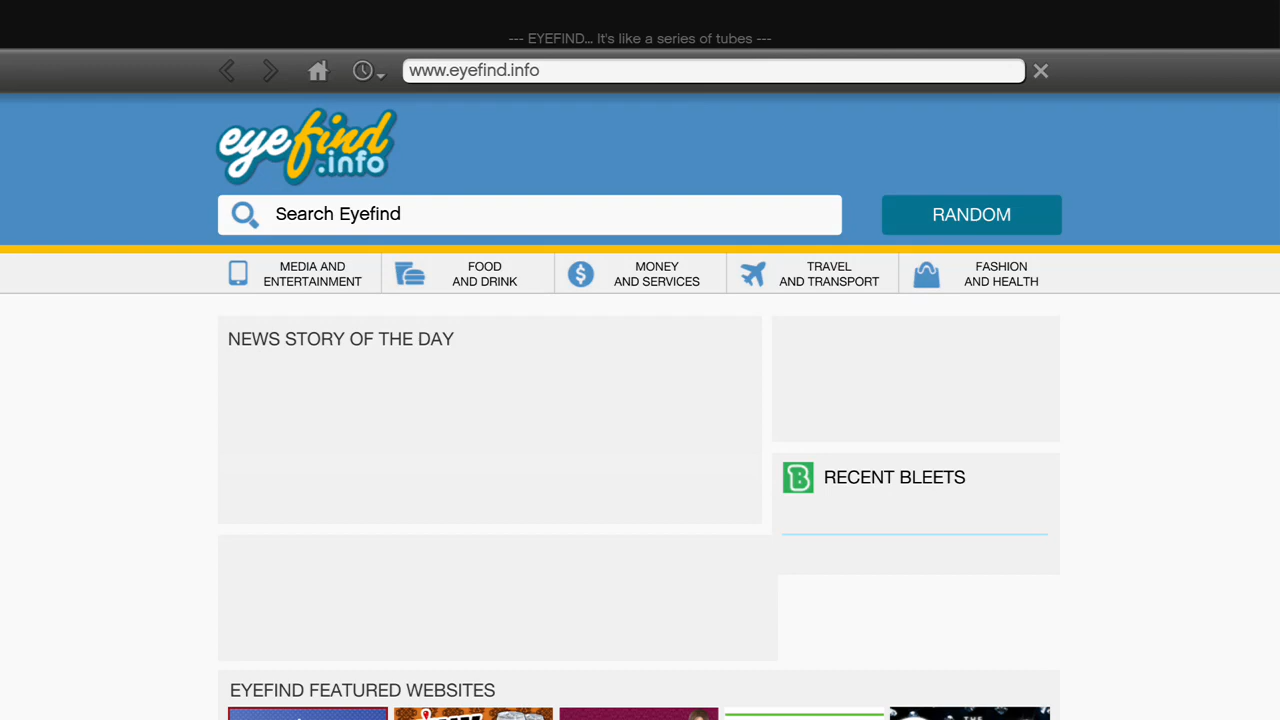 --- EYEFIND... It's like a series of tubes ---
www.eyefind.info
eyefind
.info
Search Eyefind
RANDOM
MEDIA AND
ENTERTAINMENT
FOOD
AND DRINK
MONEY
AND SERVICES
TRAVEL
AND TRANSPORT
FASHION
AND HEALTH
NEWS STORY OF THE DAY
B RECENT BLEETS
EYEFIND FEATURED WEBSITES
THE